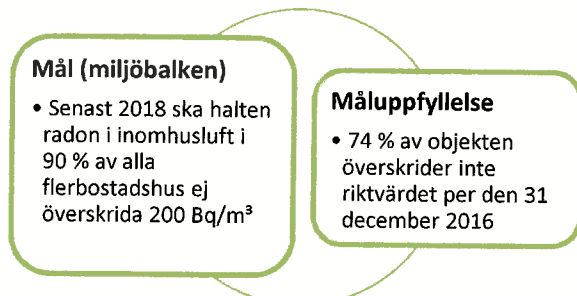 Mål (miljöbalken)
• Senast 2018 ska halten
radon i inomhusluft i
90 % av alla
flerbostadshus ej
överskrida 200 Bq/m³
Måluppfyllelse
• 74 % av objekten
överskrider inte
riktvärdet per den 31
december 2016